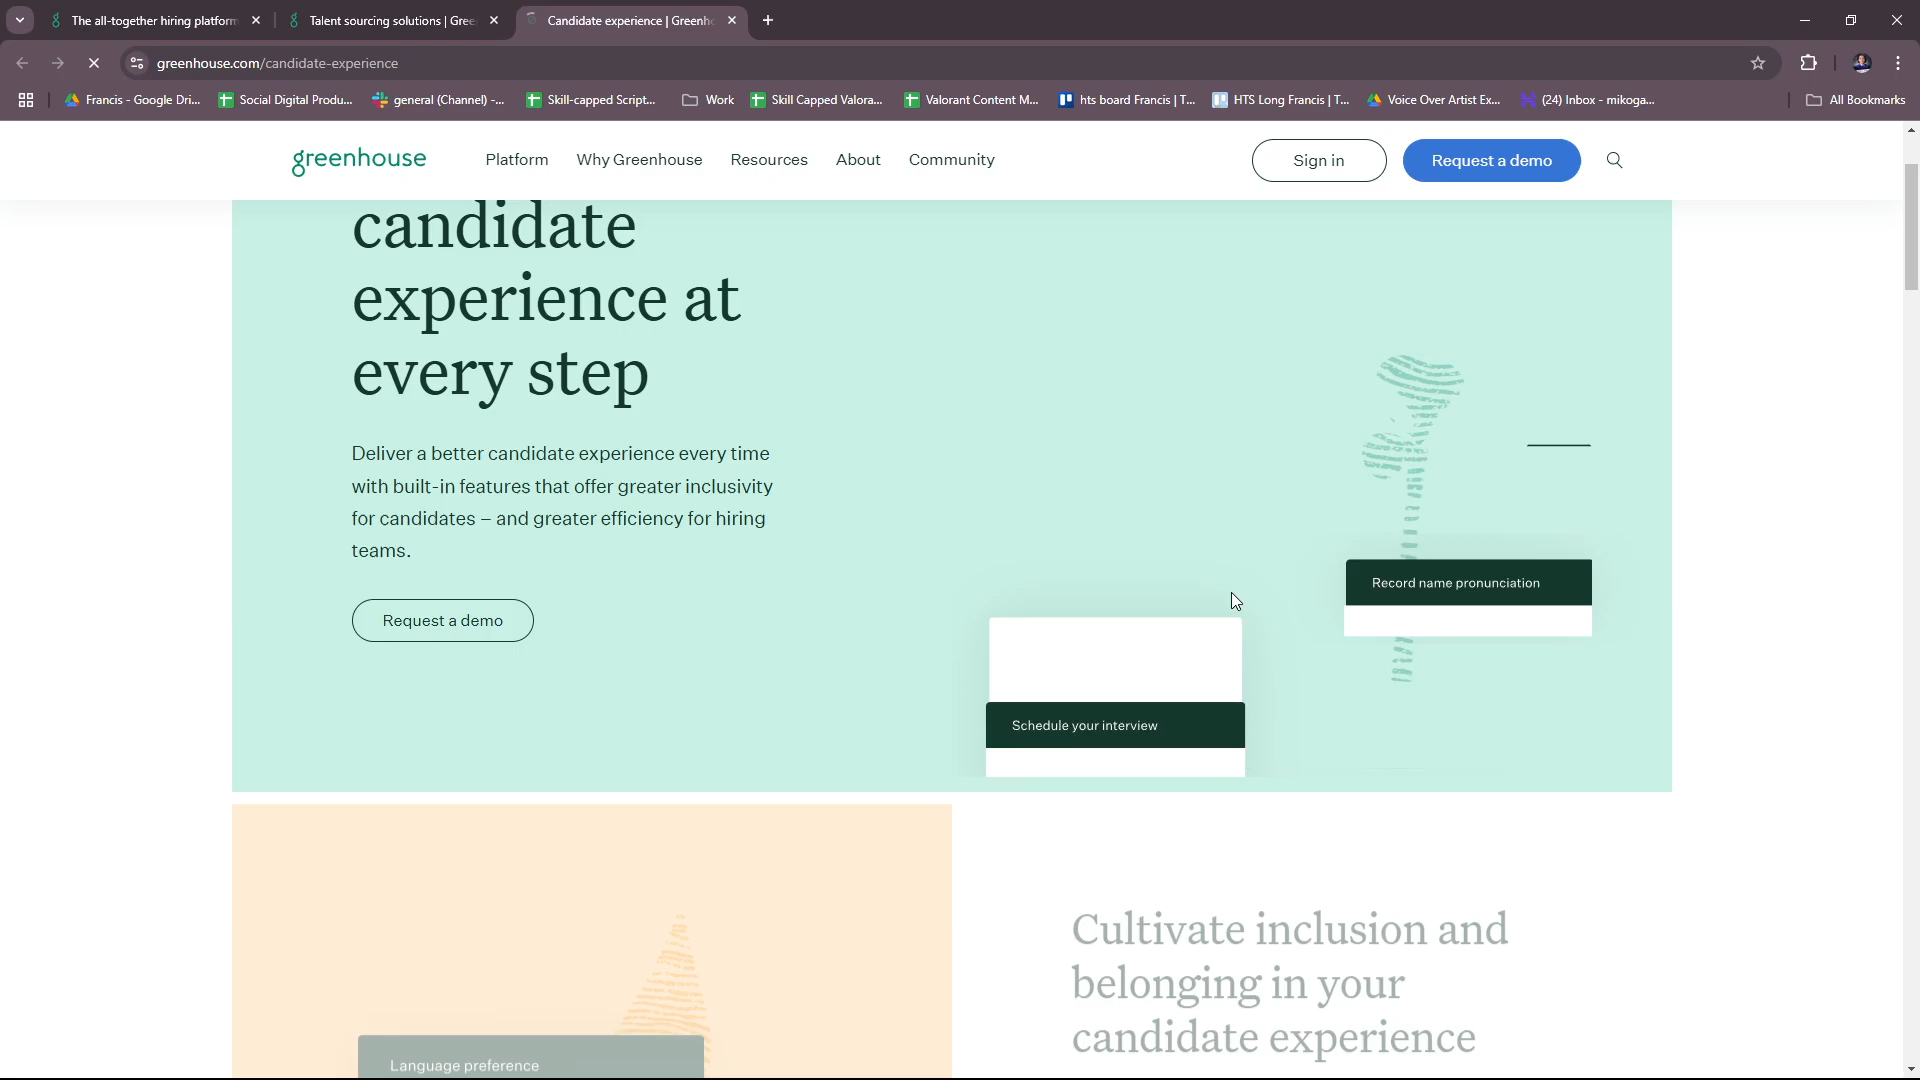 The all-together hiring platform
Talent sourcing solutions | Gree
Candidate experience | Greenho
greenhouse.com/candidate-experience
Francis - Google Dri...
Social Digital Produ...
general (Channel) -...
Skill-capped Script...
Work
Skill Capped Valora...
Valorant Content M...
hts board Francis | T...
HTS Long Francis | T...
Voice Over Artist Ex...
(24) Inbox - mikoga...
All Bookmarks
greenhouse
Platform
Why Greenhouse
Resources
About
Community
Sign in
Request a demo
candidate
experience at
every step
Deliver a better candidate experience every time
with built-in features that offer greater inclusivity
for candidates – and greater efficiency for hiring
teams.
Request a demo
Record name pronunciation
Schedule your interview
Cultivate inclusion and
belonging in your
candidate experience
Language preference